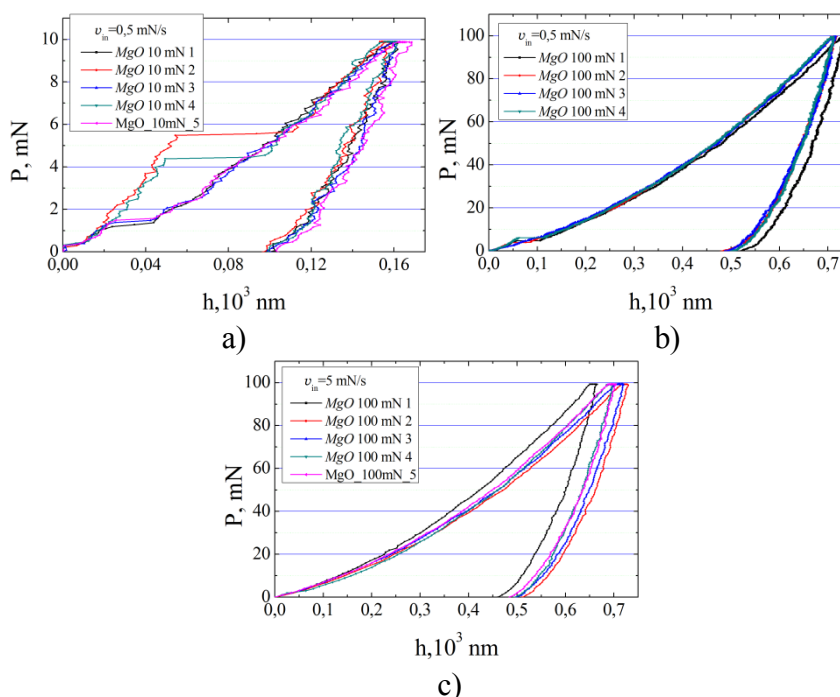 υin=0,5 mN/s
MgO 10 mN 1
MgO 10 mN 2
MgO 10 mN 3
MgO 10 mN 4
MgO_10mN_5
P, mN
10
8
6
4
2
0
0,00 0,04 0,08 0,12 0,16
h,10³ nm
a)
υin=0,5 mN/s
MgO 100 mN 1
MgO 100 mN 2
MgO 100 mN 3
MgO 100 mN 4
P, mN
100
80
60
40
20
0
0,0 0,1 0,2 0,3 0,4 0,5 0,6 0,7
h,10³ nm
b)
υin=5 mN/s
MgO 100 mN 1
MgO 100 mN 2
MgO 100 mN 3
MgO 100 mN 4
MgO_100mN_5
P, mN
100
80
60
40
20
0
0,0 0,1 0,2 0,3 0,4 0,5 0,6 0,7
h,10³ nm
c)